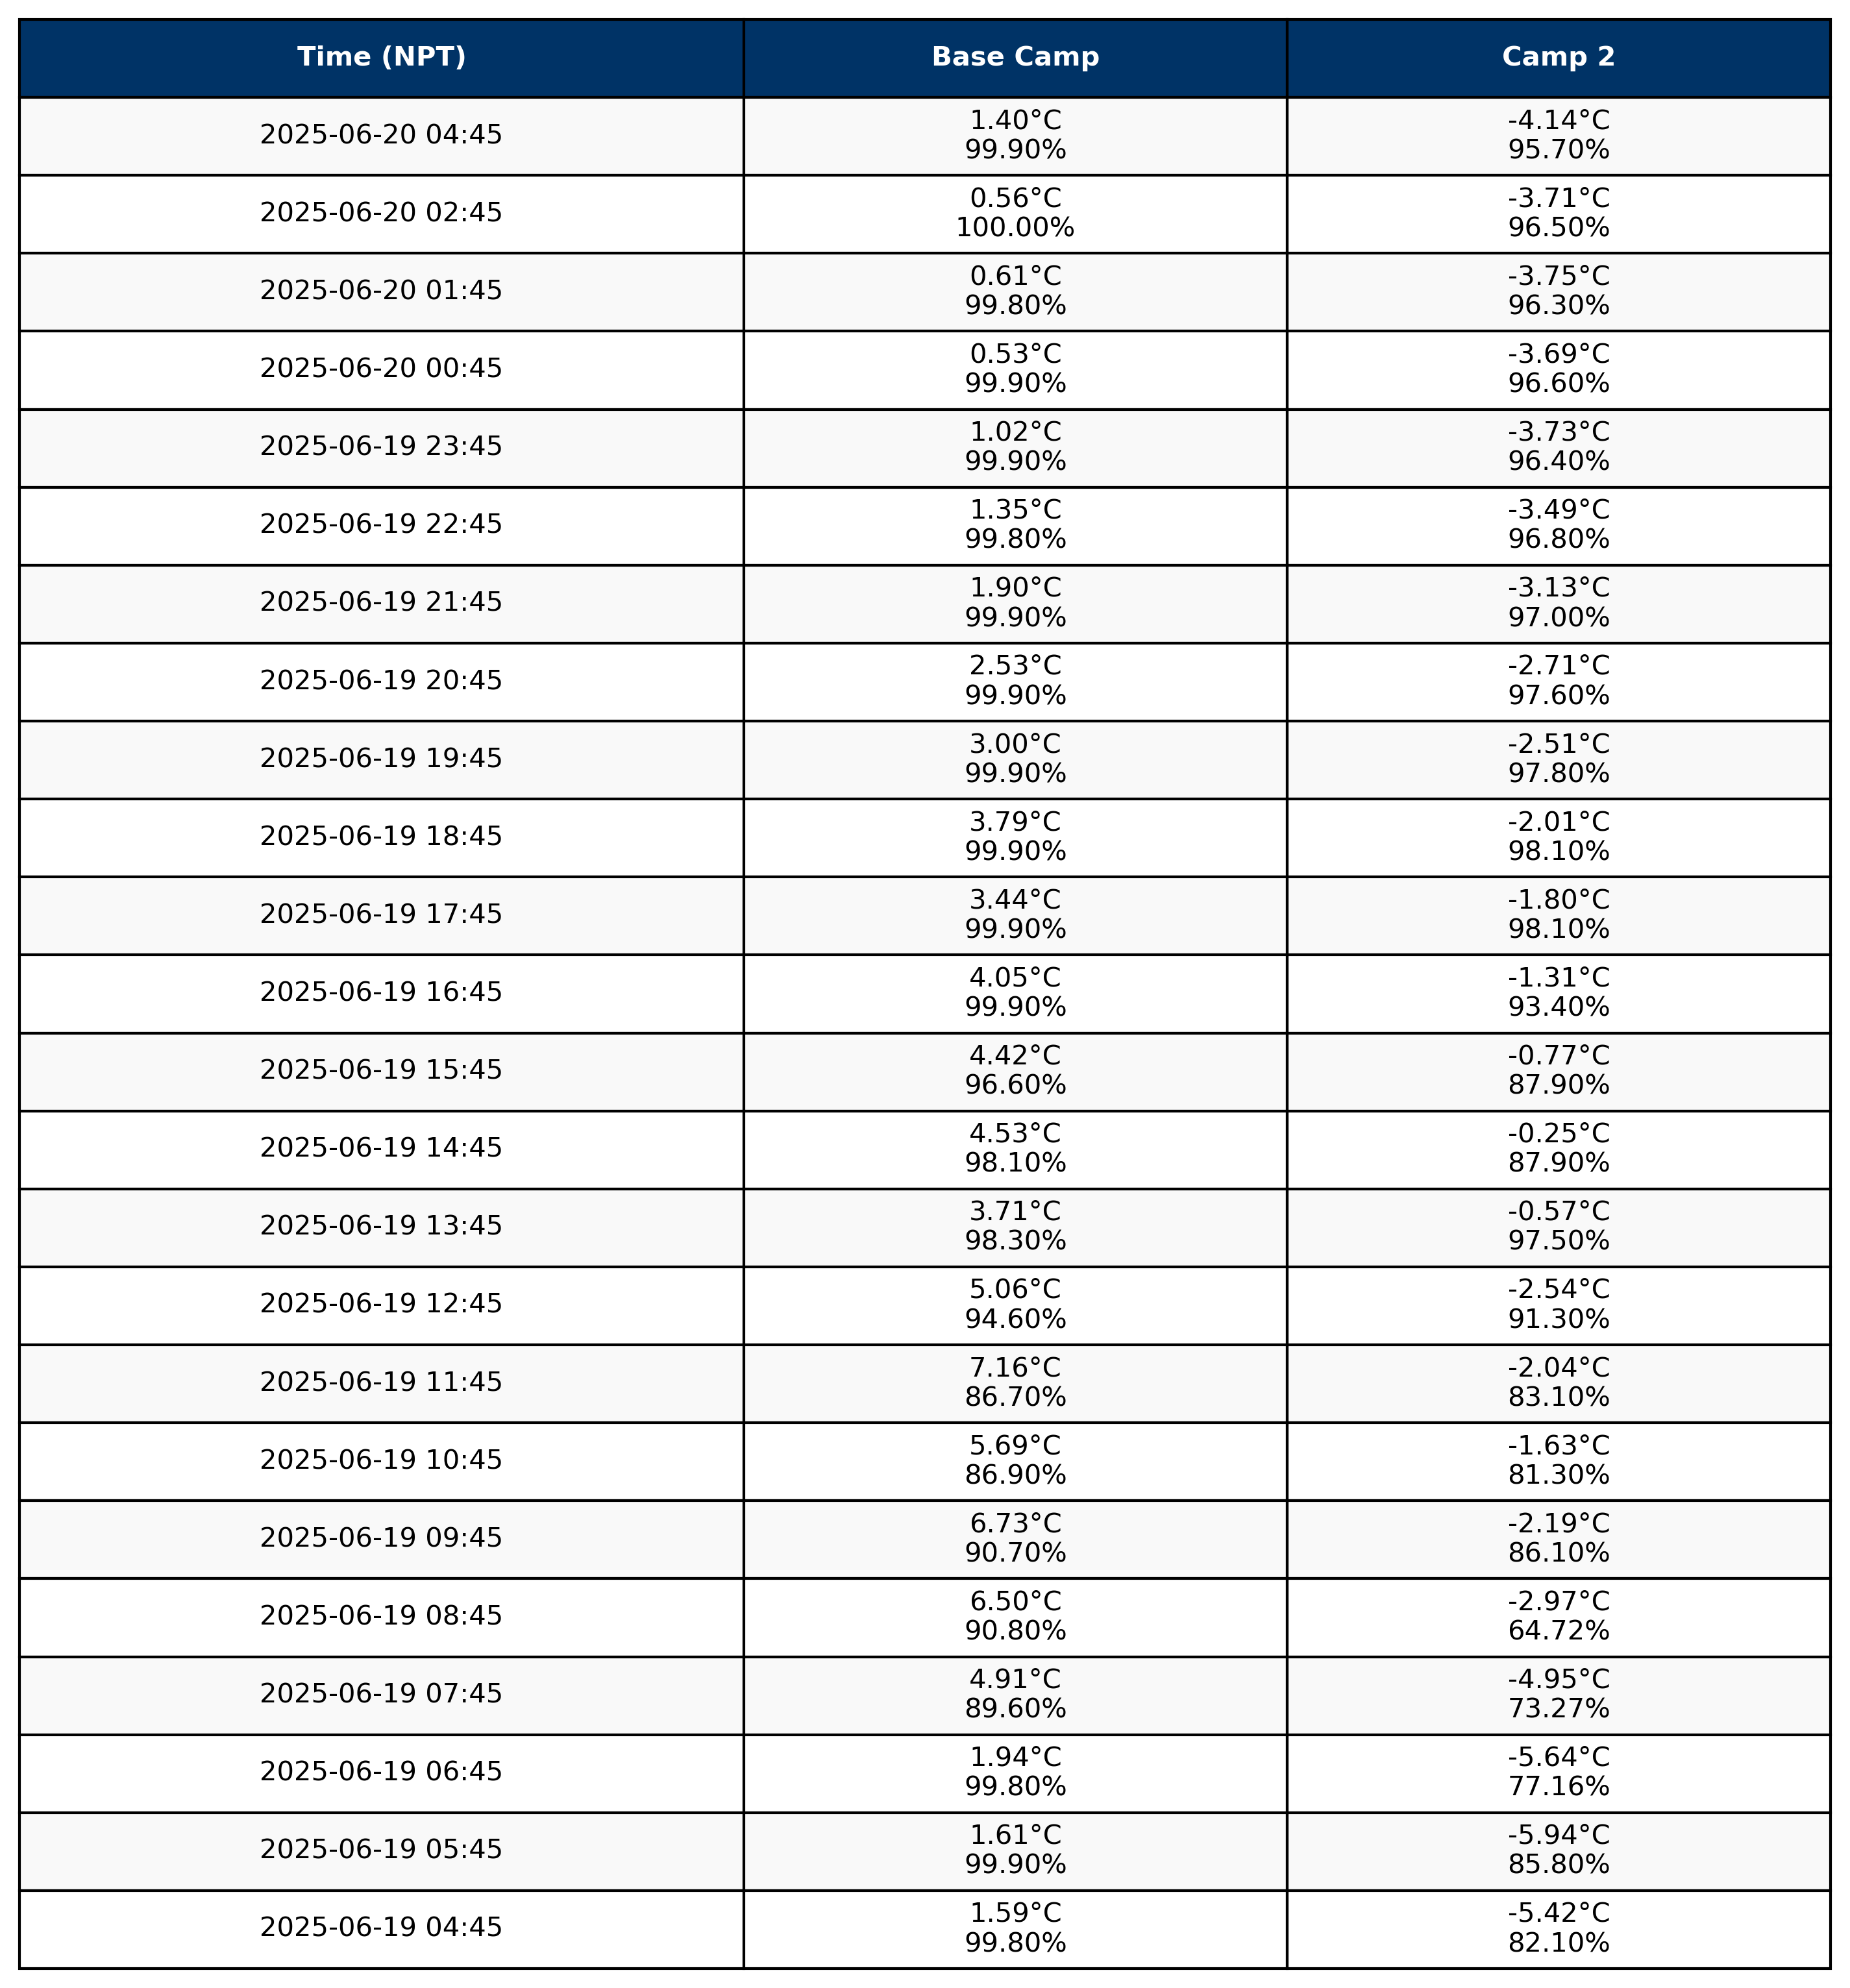 Time (NPT) Base Camp Camp 2
2025-06-20 04:45 1.40°C -4.14°C
99.90% 95.70%
2025-06-20 02:45 0.56°C -3.71°C
100.00% 96.50%
2025-06-20 01:45 0.61°C -3.75°C
99.80% 96.30%
2025-06-20 00:45 0.53°C -3.69°C
99.90% 96.60%
2025-06-19 23:45 1.02°C -3.73°C
99.90% 96.40%
2025-06-19 22:45 1.35°C -3.49°C
99.80% 96.80%
2025-06-19 21:45 1.90°C -3.13°C
99.90% 97.00%
2025-06-19 20:45 2.53°C -2.71°C
99.90% 97.60%
2025-06-19 19:45 3.00°C -2.51°C
99.90% 97.80%
2025-06-19 18:45 3.79°C -2.01°C
99.90% 98.10%
2025-06-19 17:45 3.44°C -1.80°C
99.90% 98.10%
2025-06-19 16:45 4.05°C -1.31°C
99.90% 93.40%
2025-06-19 15:45 4.42°C -0.77°C
96.60% 87.90%
2025-06-19 14:45 4.53°C -0.25°C
98.10% 87.90%
2025-06-19 13:45 3.71°C -0.57°C
98.30% 97.50%
2025-06-19 12:45 5.06°C -2.54°C
94.60% 91.30%
2025-06-19 11:45 7.16°C -2.04°C
86.70% 83.10%
2025-06-19 10:45 5.69°C -1.63°C
86.90% 81.30%
2025-06-19 09:45 6.73°C -2.19°C
90.70% 86.10%
2025-06-19 08:45 6.50°C -2.97°C
90.80% 64.72%
2025-06-19 07:45 4.91°C -4.95°C
89.60% 73.27%
2025-06-19 06:45 1.94°C -5.64°C
99.80% 77.16%
2025-06-19 05:45 1.61°C -5.94°C
99.90% 85.80%
2025-06-19 04:45 1.59°C -5.42°C
99.80% 82.10%